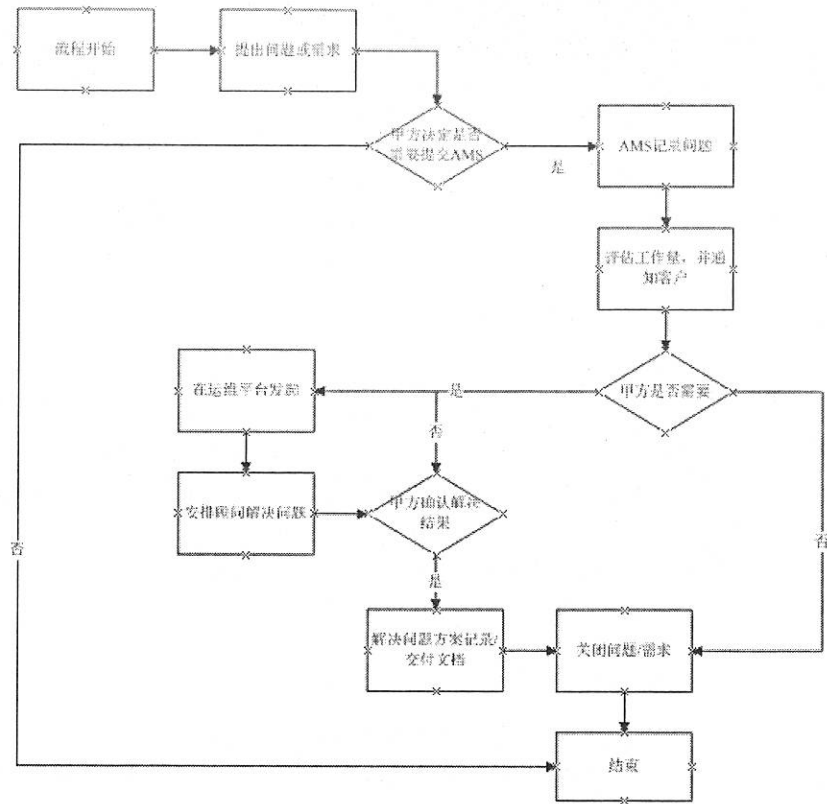 流程开始
提出问题或需求
甲方决定是否
需要提交AMS
是
AMS记录问题
评估工作量，并通
知客户
甲方是否需要
是
否
在运维平台发起
安排顾问解决问题
否
甲方确认解决
结果
是
否
解决问题方案记录/
交付文档
关闭问题/需求
结束